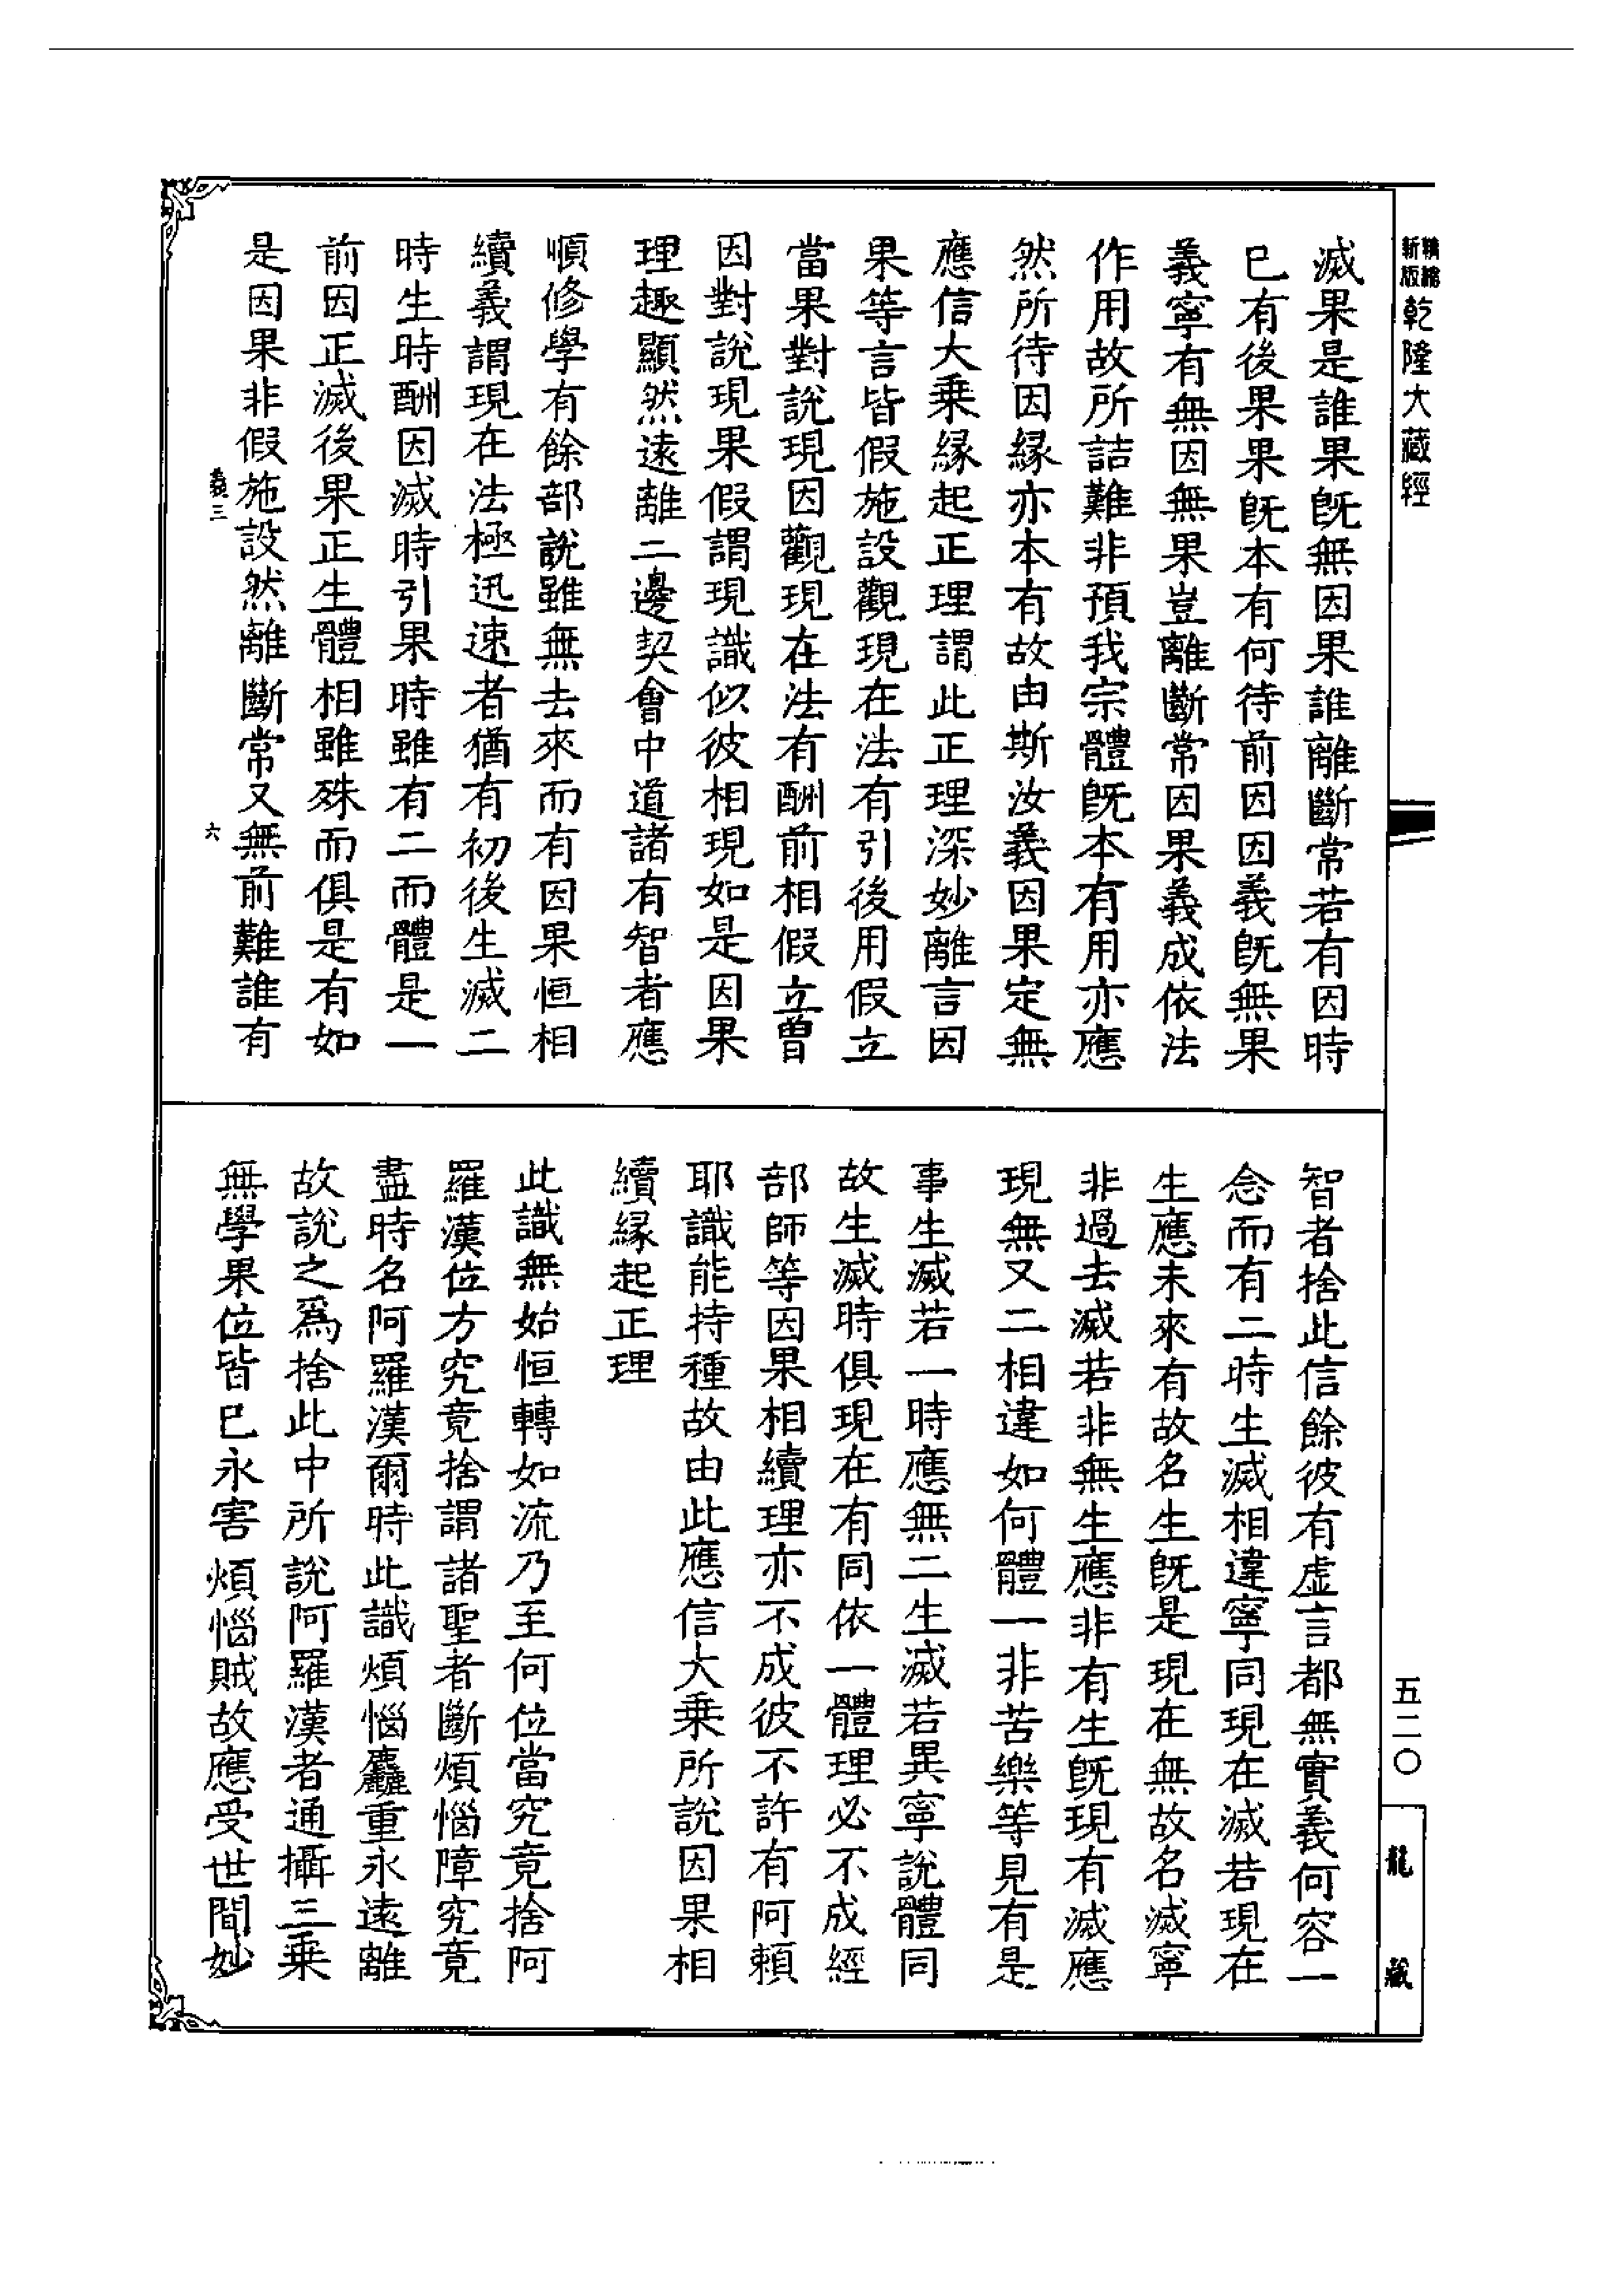 精縮
新版
乾隆大藏經
滅果是誰果旣無因果誰離斷常若有因時
已有後果果旣本有何待前因因義旣無果
義寧有無因無果豈離斷常因果義成依法
作用故所詰難非預我宗體旣本有用亦應
然所待因緣亦本有故由斯汝義因果定無
應信大乗緣起正理謂此正理深妙離言因
果等言皆假施設觀現在法有引後用假立
當果對說現因觀現在法有酬前相假立曽
因對說現果假謂現識似彼相現如是因果
理趣顯然遠離二邊契會中道諸有智者應
順修學有餘部說雖無去來而有因果恒相
續義謂現在法極迅速者猶有初後生滅二
時生時酬因滅時引果時雖有二而體是一
前因正滅後果正生體相雖殊而俱是有如
是因果非假施設然離斷常又無前難誰有
義三
六
智者捨此信餘彼有虛言都無實義何容一
念而有二時生滅相違寧同現在滅若現在
生應未來有故名生旣是現在無故名滅寧
非過去滅若非無生應非有生旣現有滅應
現無又二相違如何體一非苦樂等見有是
事生滅若一時應無二生滅若異寧說體同
故生滅時俱現在有同依一體理必不成經
部師等因果相續理亦不成彼不許有阿賴
耶識能持種故由此應信大乗所說因果相
續緣起正理
此識無始恒轉如流乃至何位當究竟捨阿
羅漢位方究竟捨謂諸聖者斷煩惱障究竟
盡時名阿羅漢爾時此識煩惱麤重永遠離
故說之爲捨此中所說阿羅漢者通攝三乗
無學果位皆已永害煩惱賊故應受世間妙
五二〇
龍藏